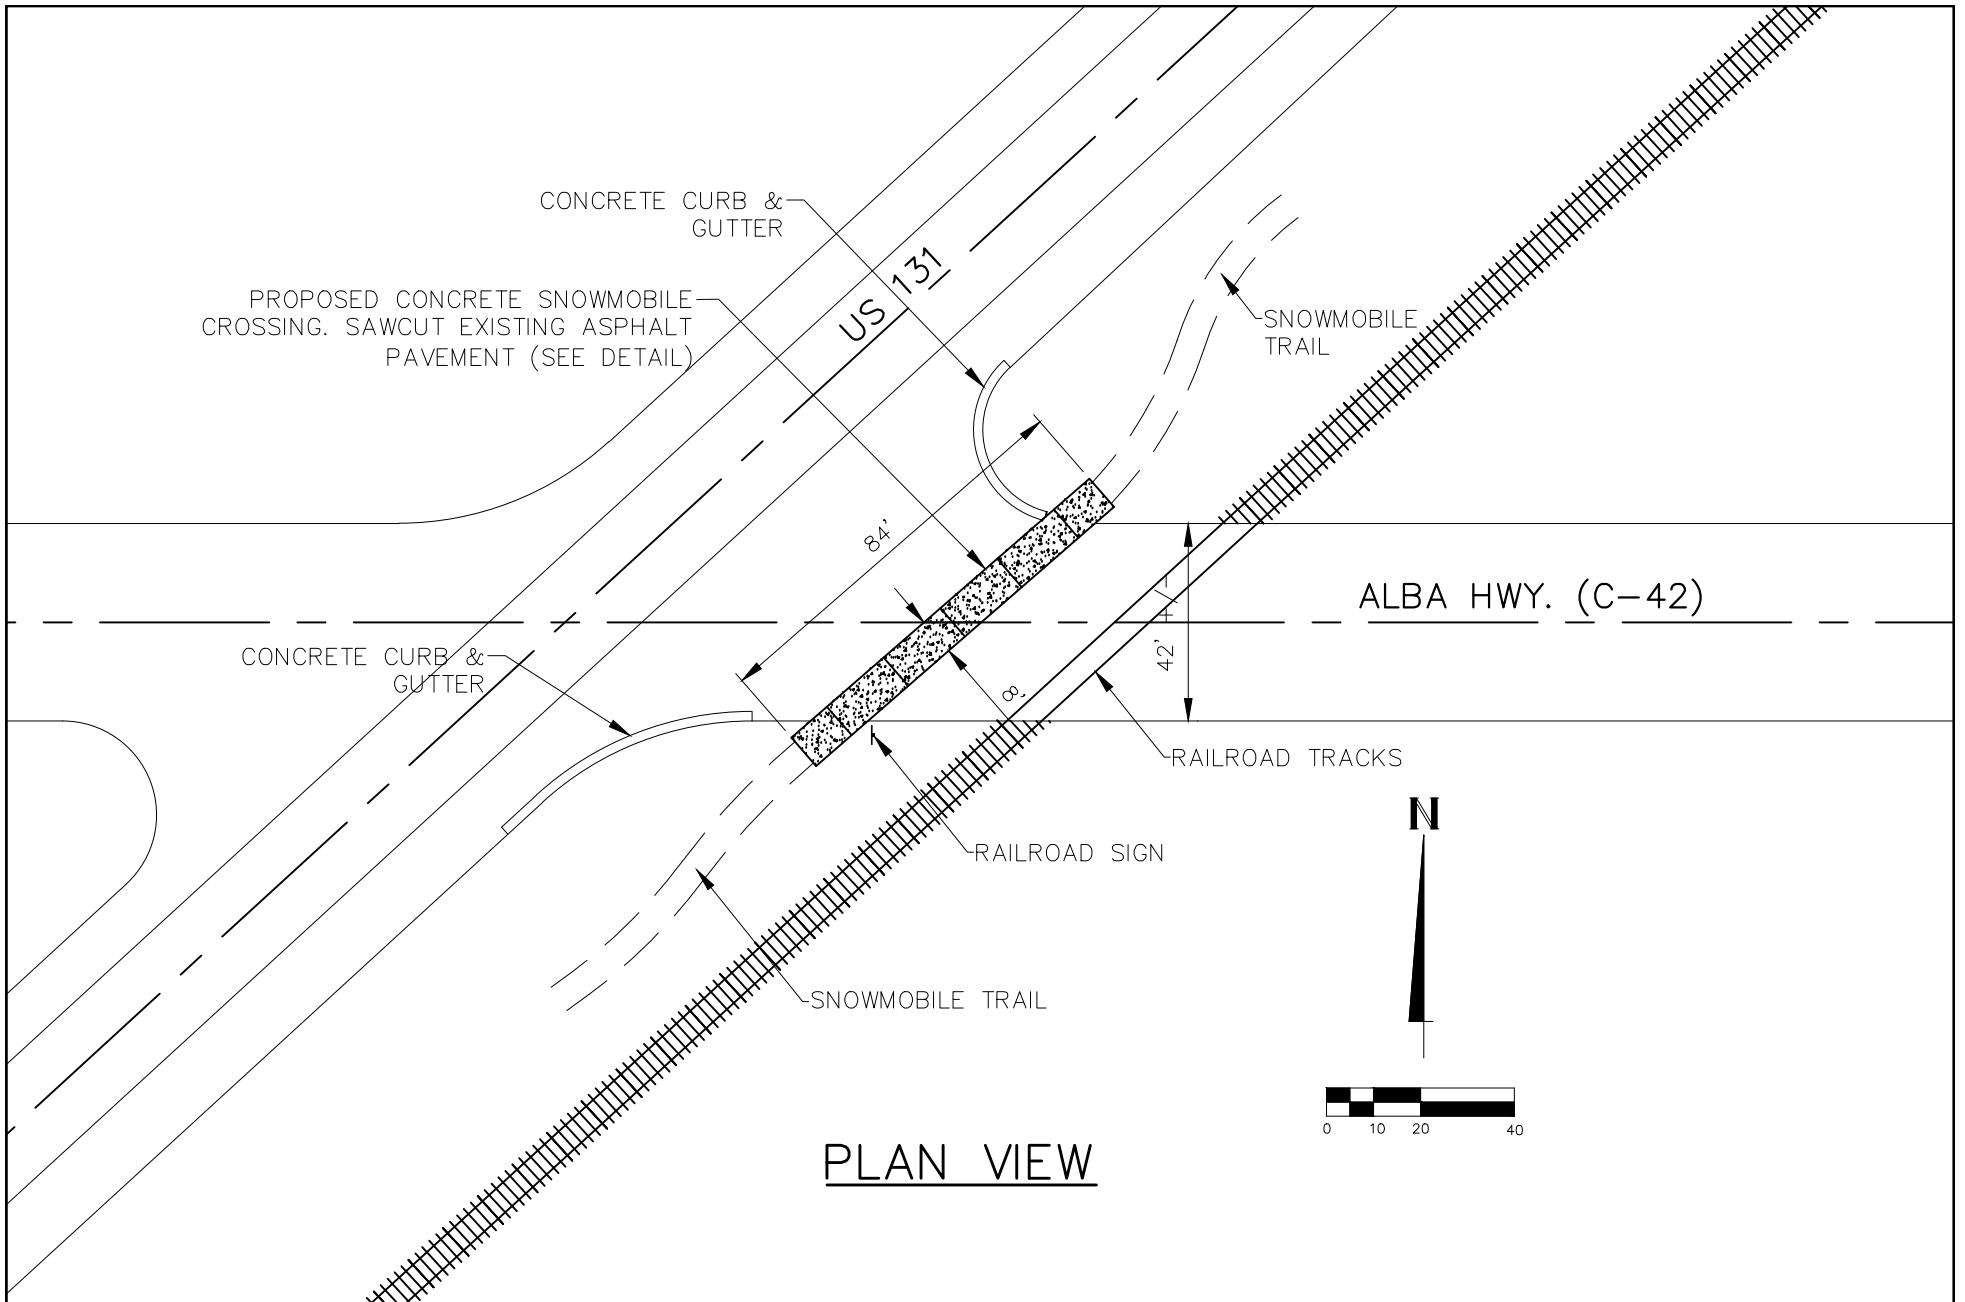 CONCRETE CURB &
GUTTER
US 131
PROPOSED CONCRETE SNOWMOBILE
CROSSING. SAWCUT EXISTING ASPHALT
PAVEMENT (SEE DETAIL)
SNOWMOBILE
TRAIL
84'
ALBA HWY. (C-42)
42' +/-
CONCRETE CURB &
GUTTER
8'
RAILROAD TRACKS
RAILROAD SIGN
N
SNOWMOBILE TRAIL
0 10 20 40
PLAN VIEW